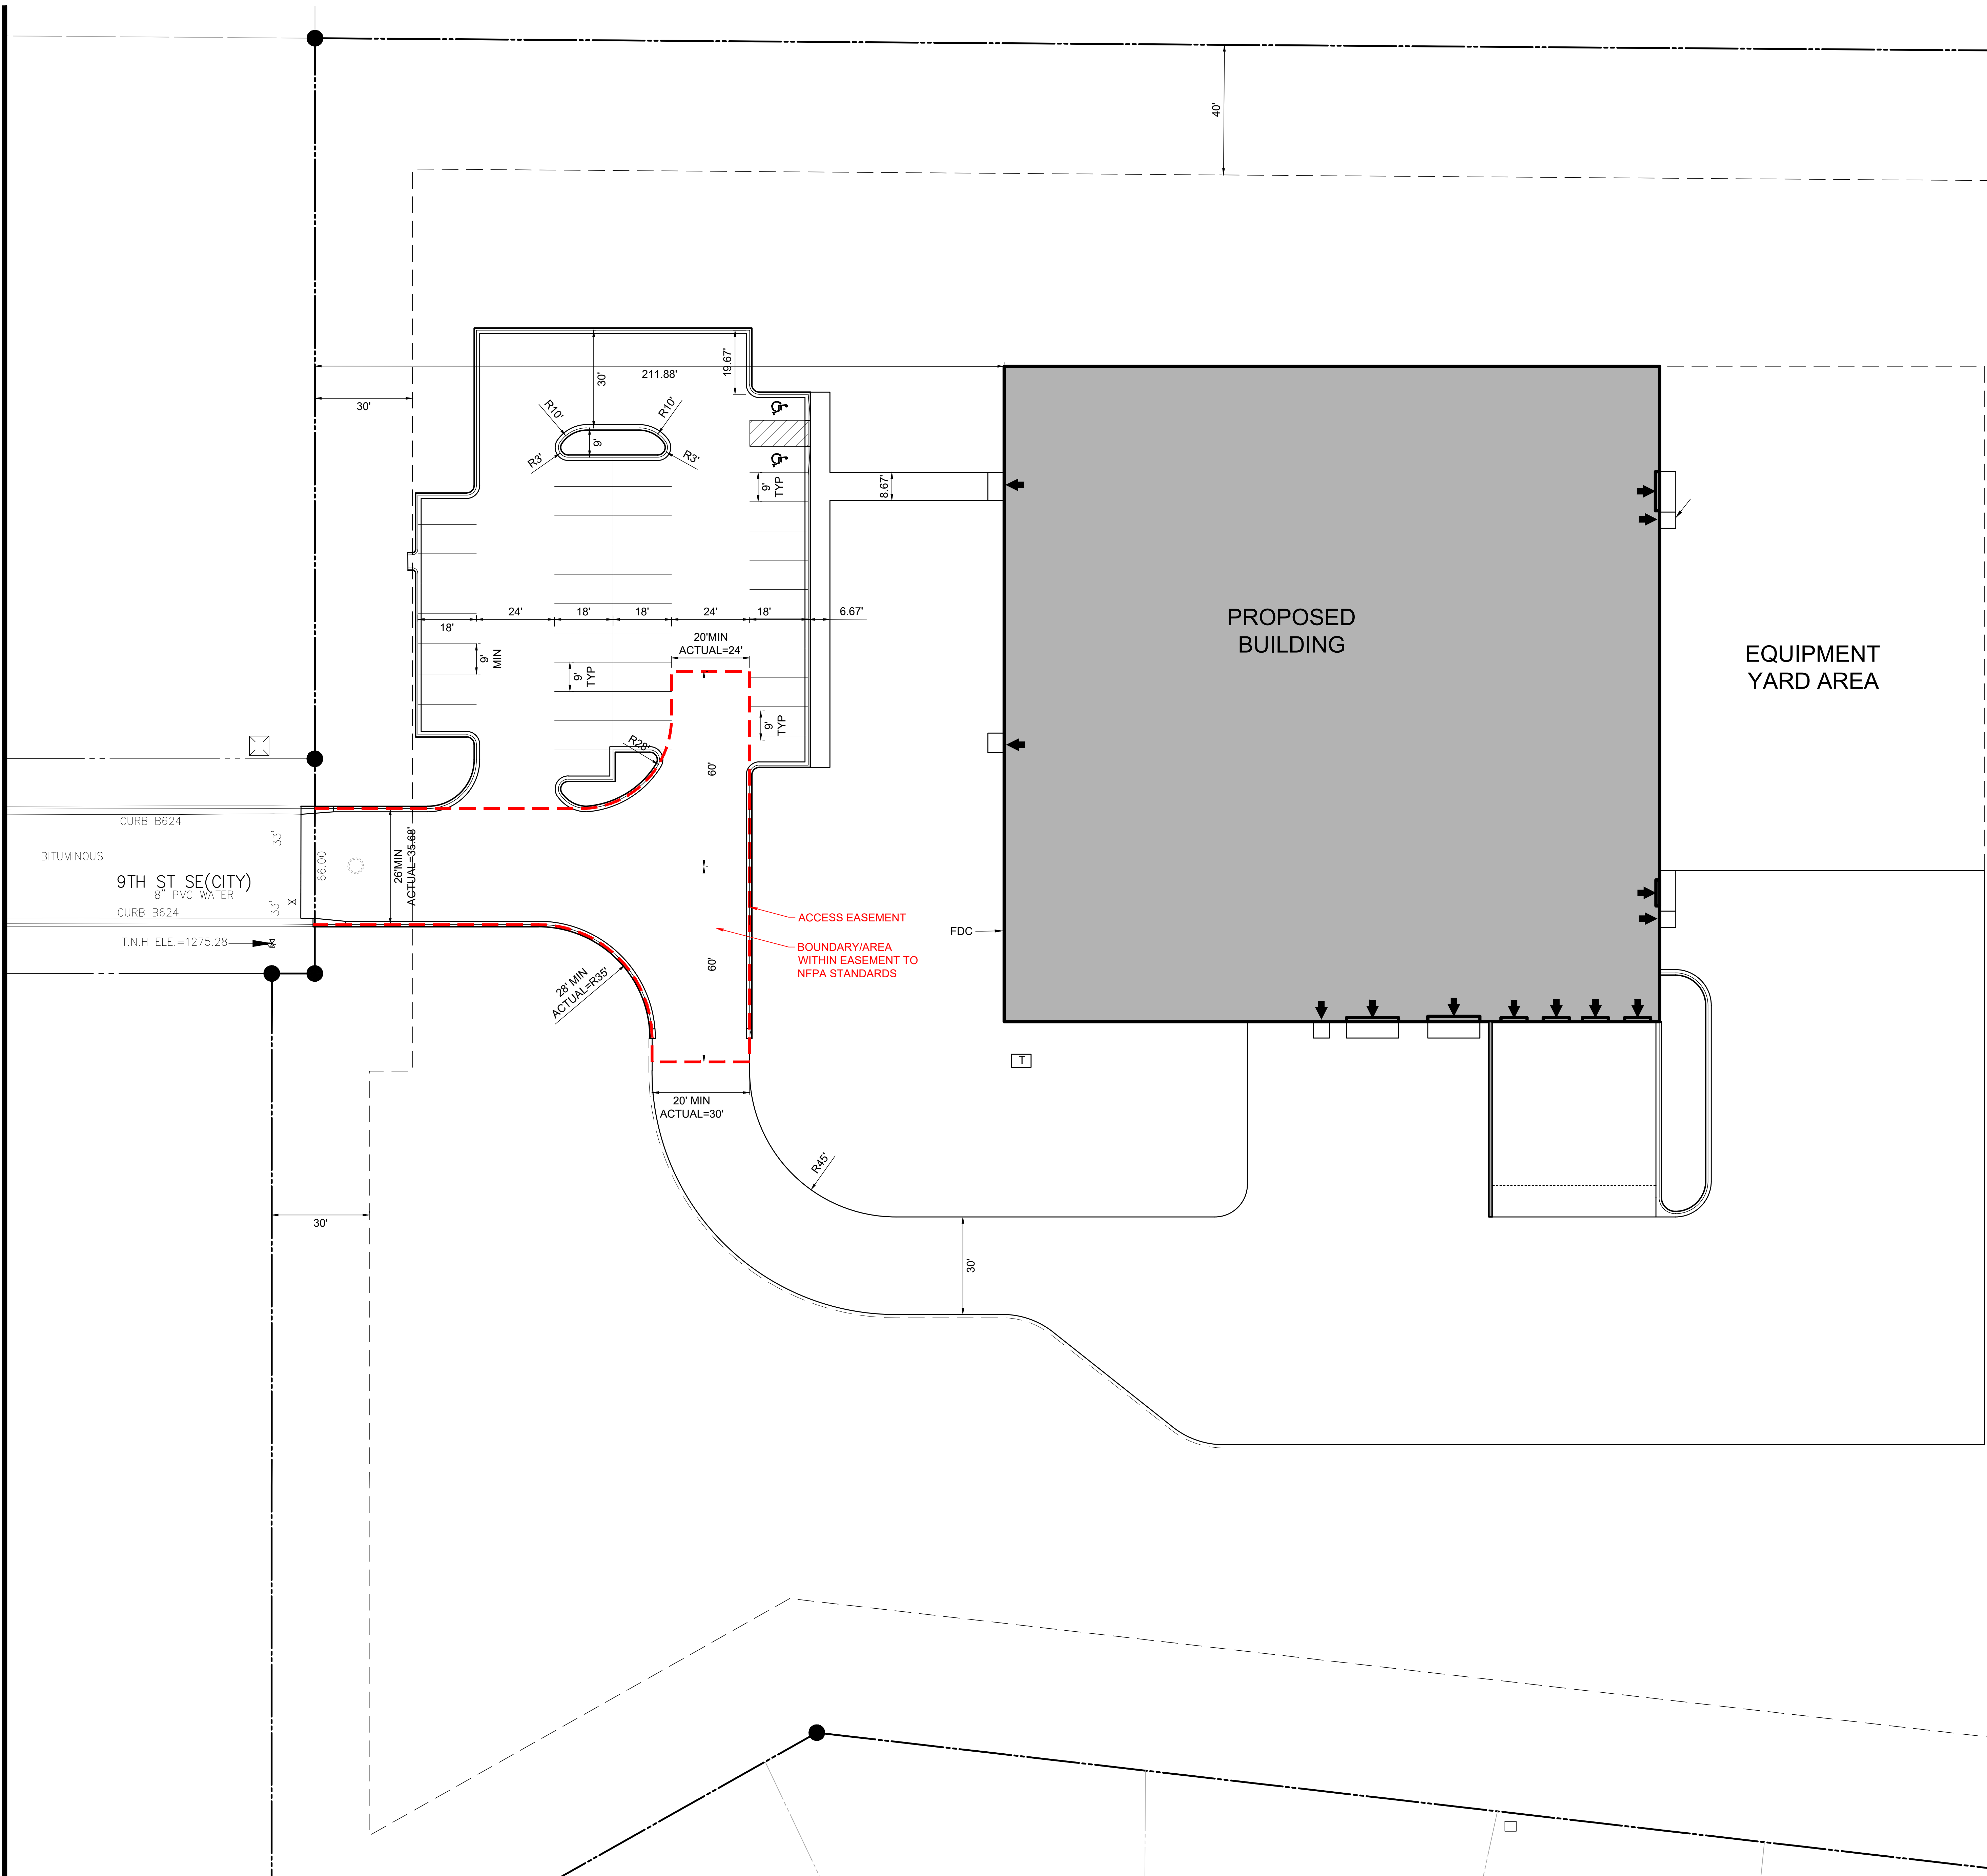 40'
19.67'
30'
211.88'
30'
R10'
R10'
9'
R3'
R3'
9'
TYP
8.67'
24'
18'
18'
24'
18'
6.67'
18'
PROPOSED
BUILDING
20'MIN
ACTUAL=24'
9'
MIN
9'
TYP
EQUIPMENT
YARD AREA
9'
TYP
R28'
60'
CURB B624
33'
BITUMINOUS
66.00
26'MIN
ACTUAL=35.68'
9TH ST SE(CITY)
8" PVC WATER
CURB B624
33'
T.N.H ELE.=1275.28
ACCESS EASEMENT
FDC
BOUNDARY/AREA
WITHIN EASEMENT TO
NFPA STANDARDS
60'
28' MIN
ACTUAL=R35'
T
20' MIN
ACTUAL=30'
R45'
30'
30'